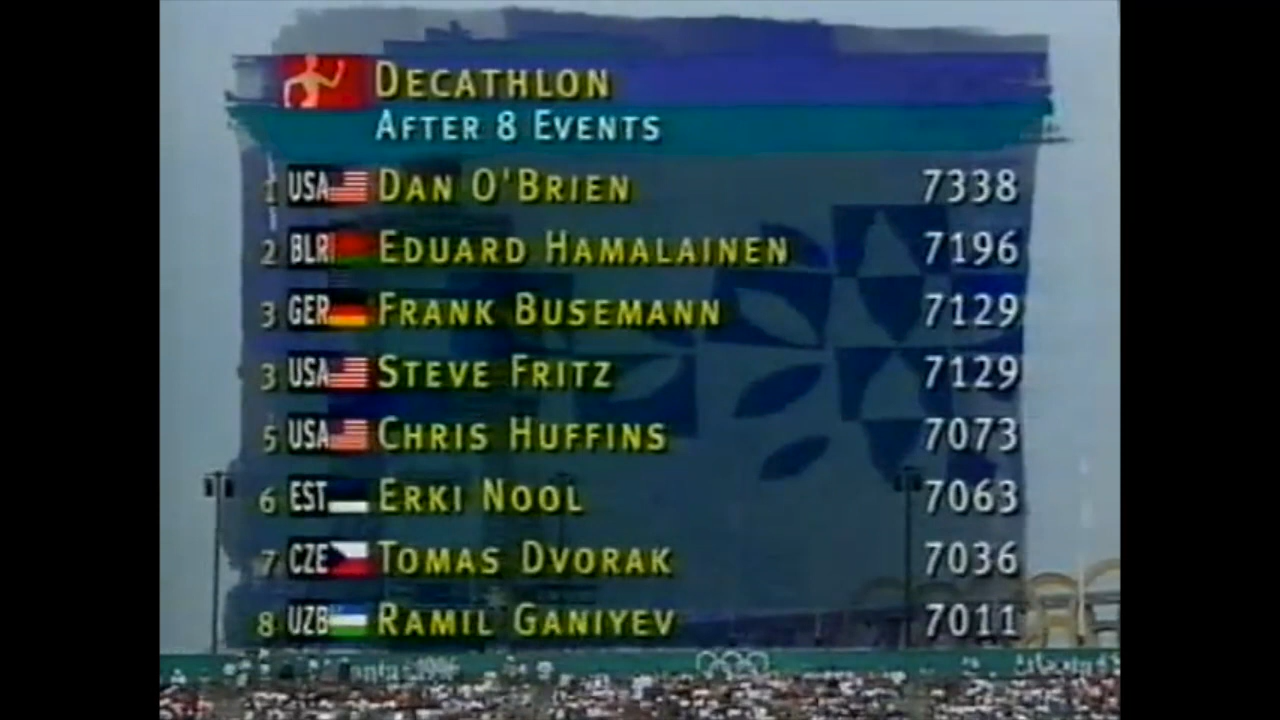 DECATHLON
AFTER 8 EVENTS
1 USA DAN O'BRIEN 7338
2 BLR EDUARD HAMALAINEN 7196
3 GER FRANK BUSEMANN 7129
3 USA STEVE FRITZ 7129
5 USA CHRIS HUFFINS 7073
6 EST ERKI NOOL 7063
7 CZE TOMAS DVORAK 7036
8 UZB RAMIL GANIYEV 7011
1996